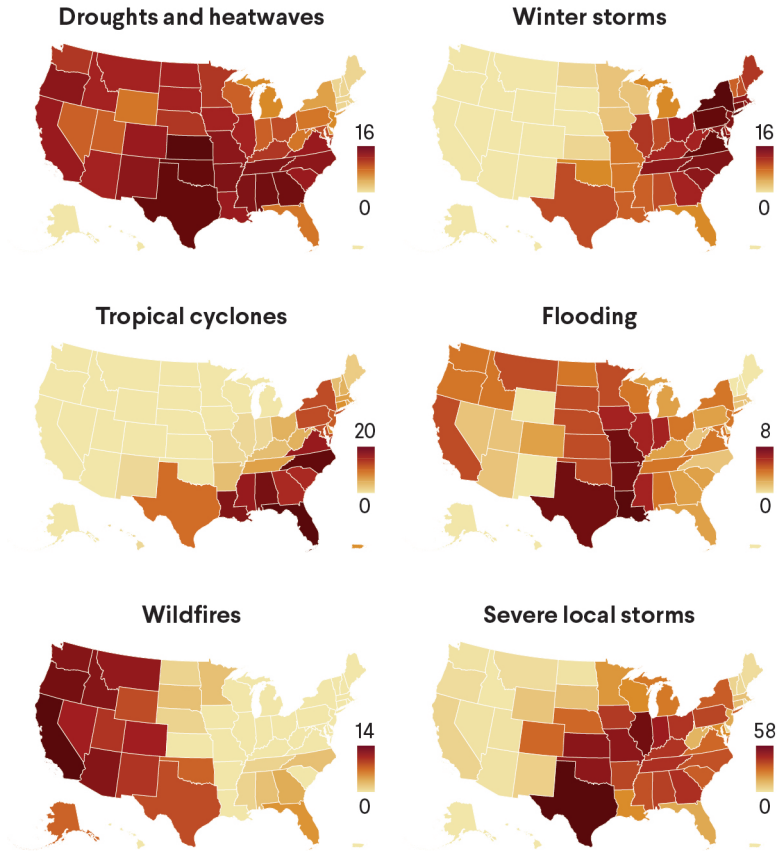 Droughts and heatwaves
16
0
Winter storms
16
0
Tropical cyclones
20
0
Flooding
8
0
Wildfires
14
0
Severe local storms
58
0